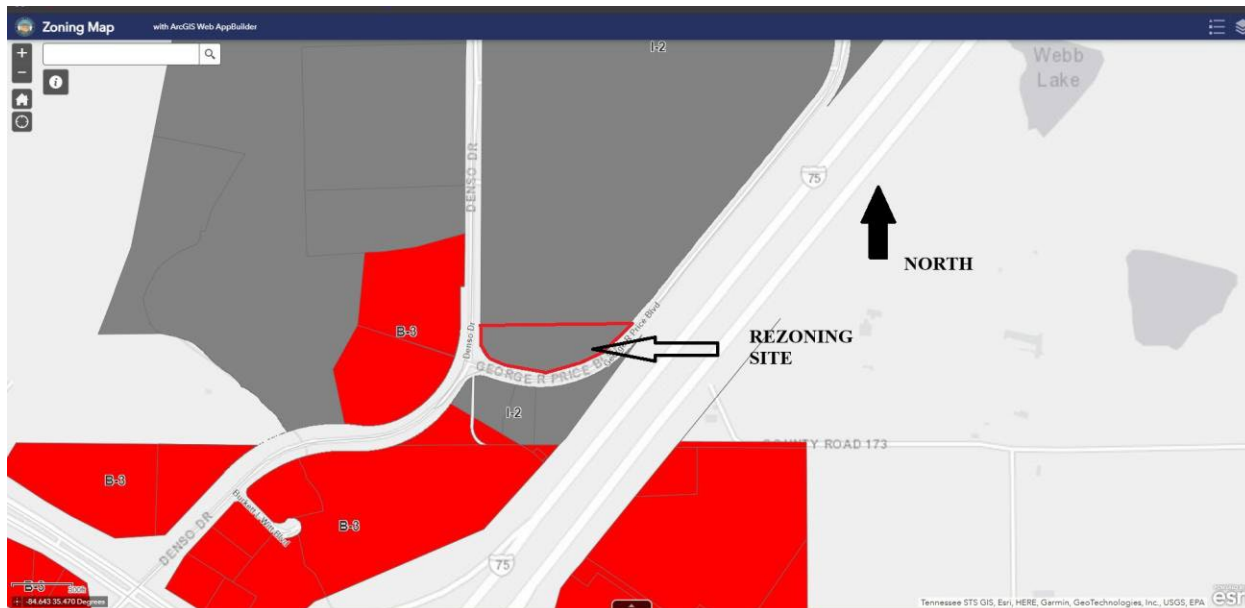 Zoning Map with ArcGIS Web AppBuilder
I-2
Webb
Lake
DENSO DR
75
NORTH
B-3
Denso Dr
REZONING
SITE
GEORGE R PRICE
I-2
COUNTY ROAD 173
B-3
Burkett L Witt Blvd
B-3
DENSO DR
75
B-3
-84.643 35.470 Degrees
Tennessee STS GIS, Esri, HERE, Garmin, GeoTechnologies, Inc., USGS, EPA
esri